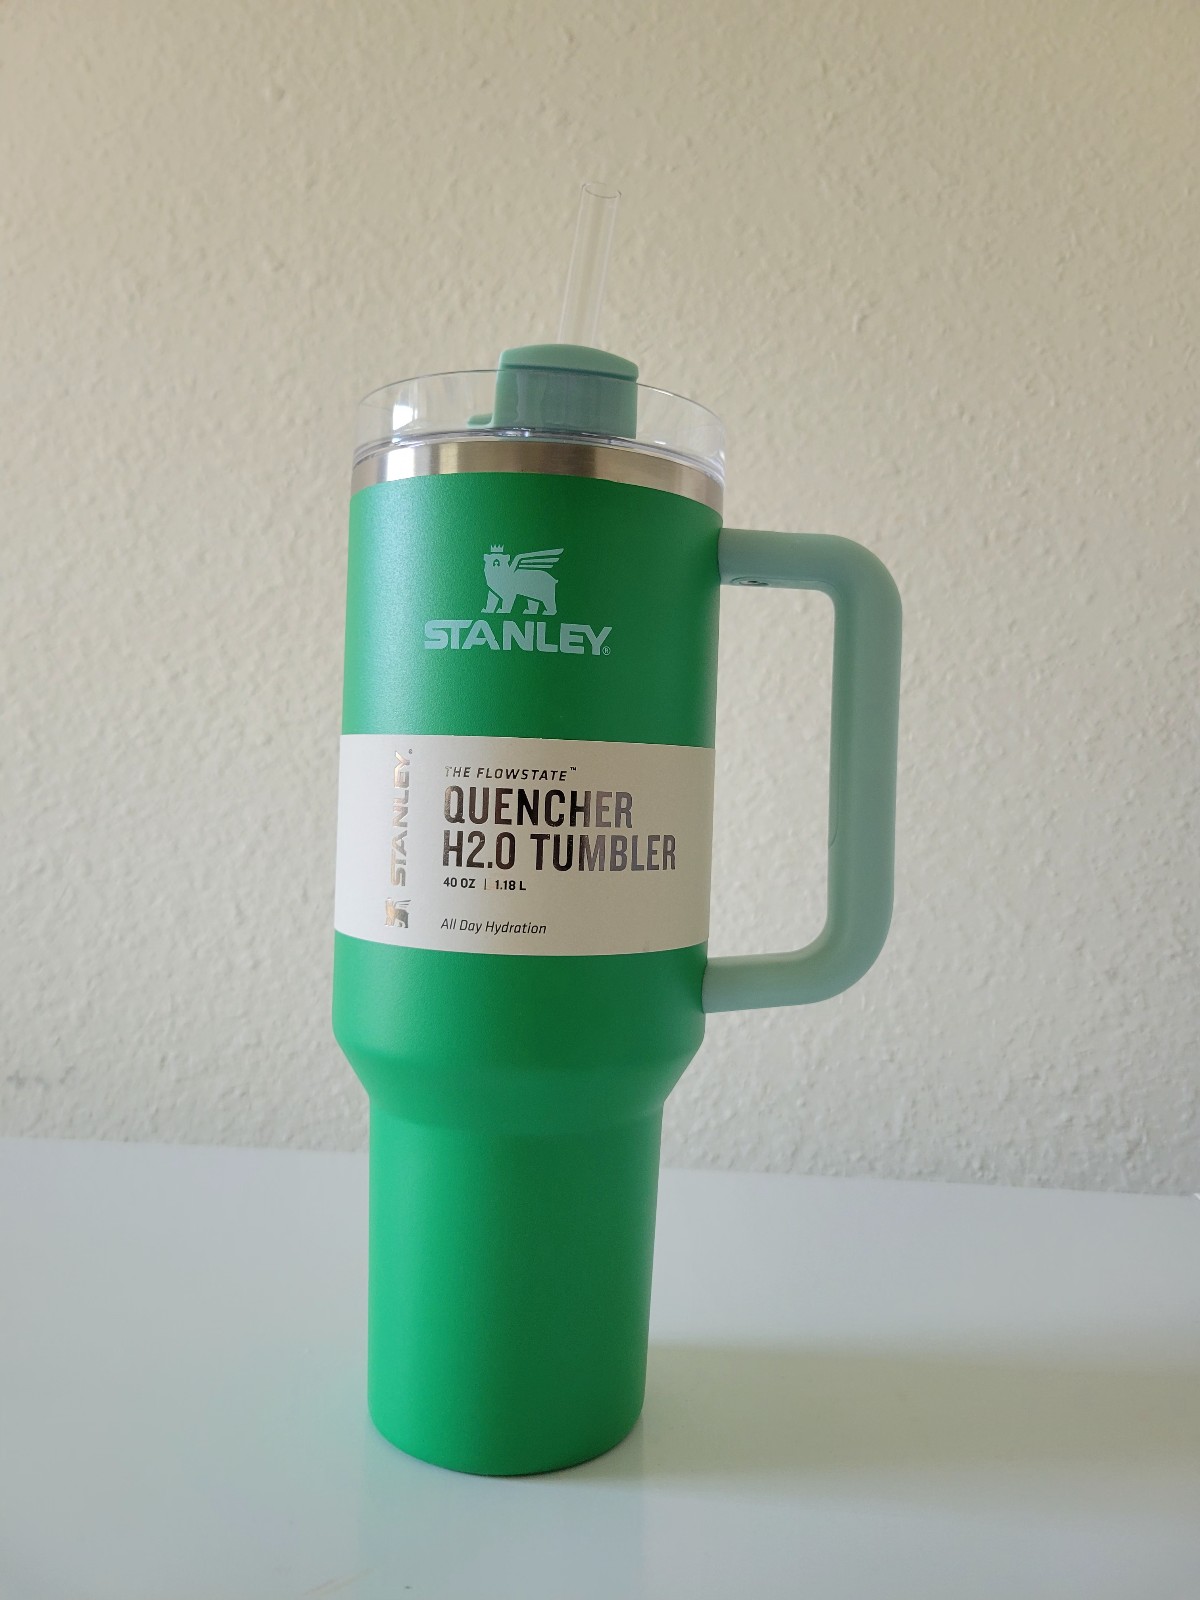 STANLEY®
STANLEY®
THE FLOWSTATE™
QUENCHER
H2.0 TUMBLER
40 OZ | 1.18 L
All Day Hydration